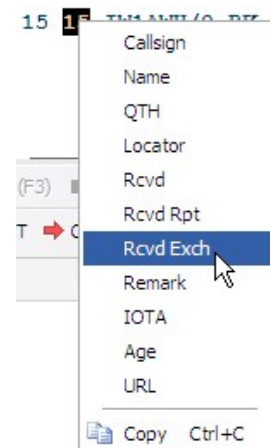 15 15
Callsign
Name
QTH
Locator
(F3)
Rcvd
Rcvd Rpt
T
Rcvd Exch
Remark
IOTA
Age
URL
Copy Ctrl+C